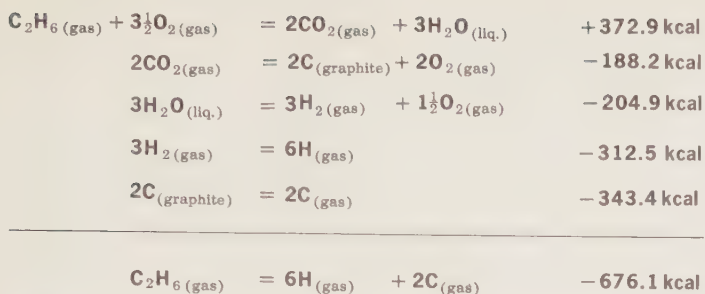 C₂H₆ (gas) + 3½O₂(gas) = 2CO₂(gas) + 3H₂O(liq.) +372.9 kcal
2CO₂(gas) = 2C(graphite) + 2O₂(gas) −188.2 kcal
3H₂O(liq.) = 3H₂(gas) + 1½O₂(gas) −204.9 kcal
3H₂(gas) = 6H(gas) −312.5 kcal
2C(graphite) = 2C(gas) −343.4 kcal
C₂H₆ (gas) = 6H(gas) + 2C(gas) −676.1 kcal